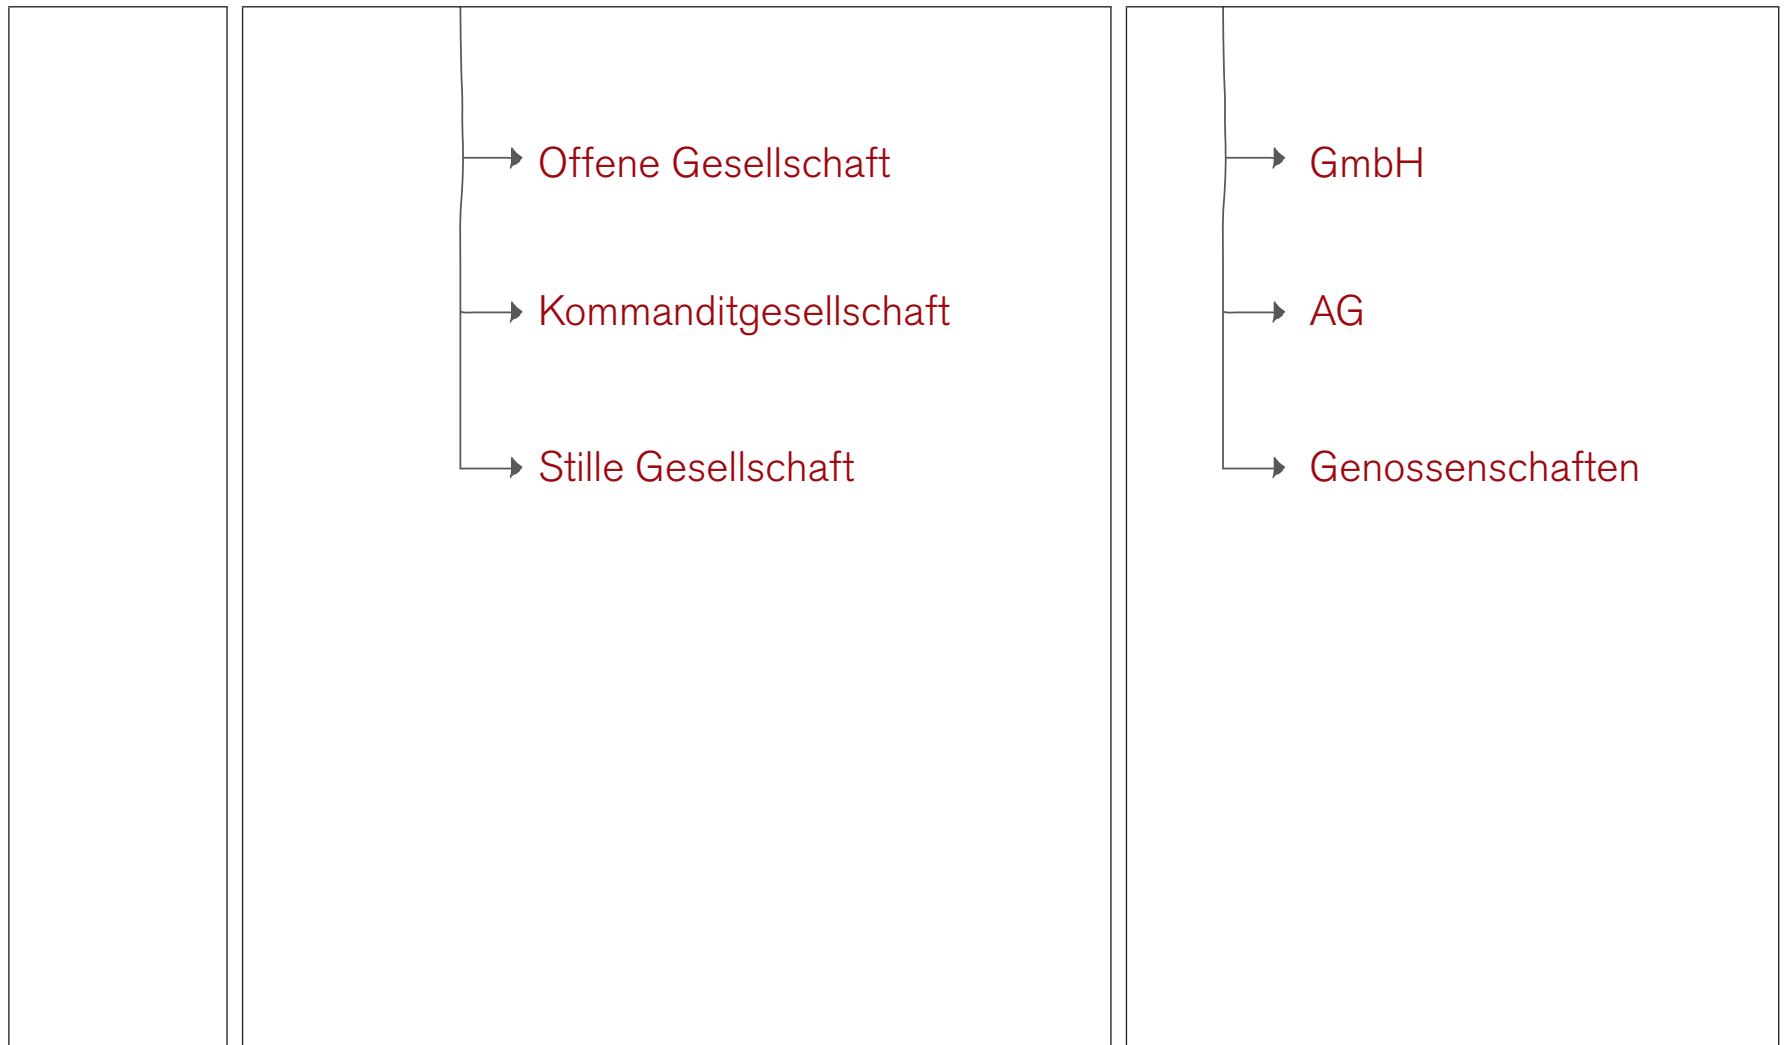 Offene Gesellschaft
Kommanditgesellschaft
Stille Gesellschaft
GmbH
AG
Genossenschaften